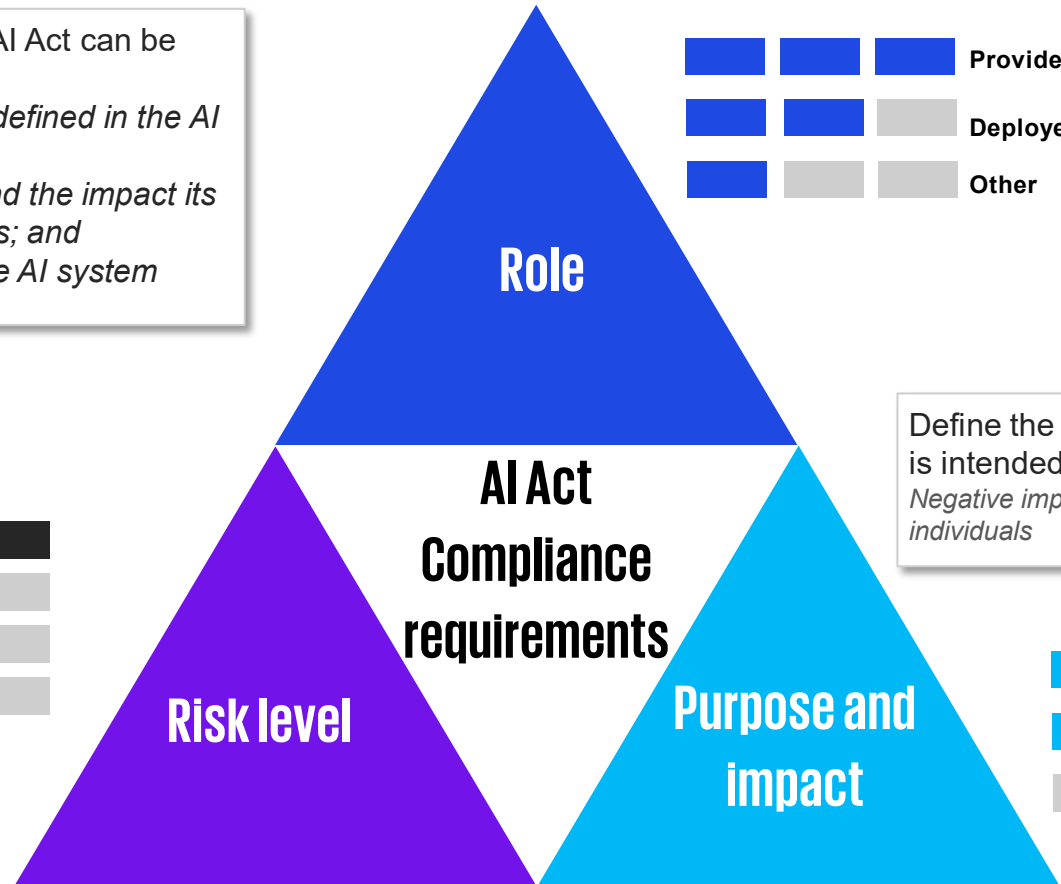 AI Act can be
defined in the AI
nd the impact its
s; and
e AI system
Provide
Deploye
Other
Role
Define the
is intended
Negative imp
individuals
AI Act
Compliance
requirements
Risk level
Purpose and
impact